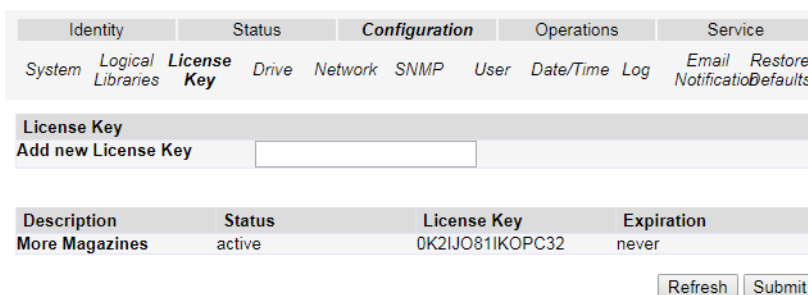 Identity Status Configuration Operations Service
System Logical Libraries License Key Drive Network SNMP User Date/Time Log Email Notification Restore Defaults
License Key
Add new License Key
Description Status License Key Expiration
More Magazines active 0K2IJO81IKOPC32 never
Refresh Submit